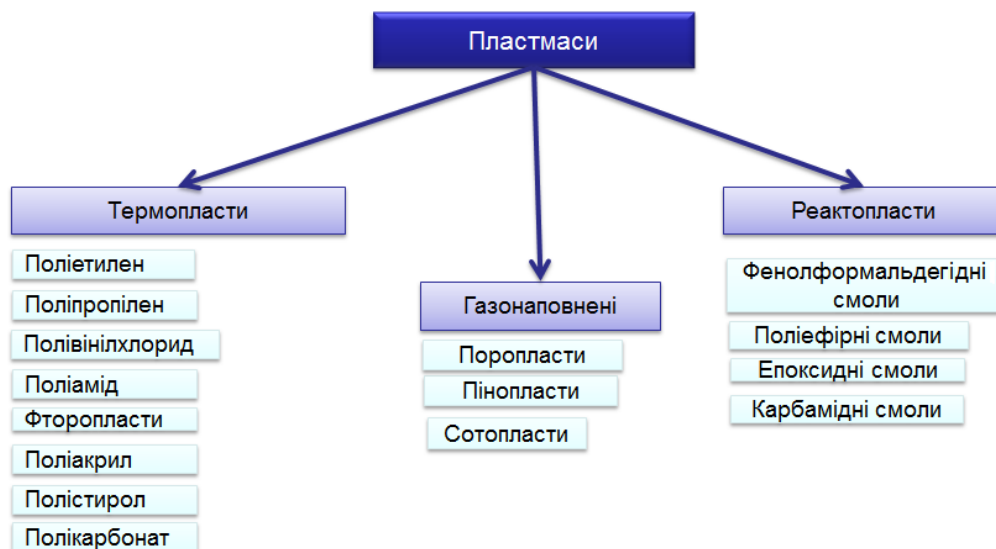 Пластмаси
Термопласти
Поліетилен
Поліпропілен
Полівінілхлорид
Поліамід
Фторопласти
Поліакрил
Полістирол
Полікарбонат
Газонаповнені
Поропласти
Пінопласти
Сотопласти
Реактопласти
Фенолформальдегідні
смоли
Поліефірні смоли
Епоксидні смоли
Карбамідні смоли